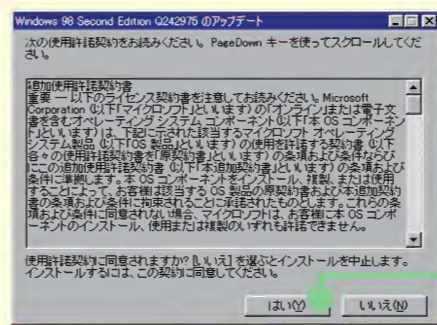 Windows 98 Second Edition Q242975 のアップデート
次の使用許諾契約をお読みください。PageDown キーを使ってスクロールしてくだ
さい。
追加使用許諾契約書
重要 ― 以下のライセンス契約書を注意してお読みください。Microsoft
Corporation (以下「マイクロソフト」といいます) の「オンライン」または電子文
書を含むオペレーティング システム コンポーネント (以下「本 OS コンポーネン
ト」といいます) は、下記に示された該当するマイクロソフト オペレーティング
システム製品 (以下「OS 製品」といいます) の使用を許諾する契約書 (以下
各々の使用許諾契約書を「原契約書」といいます) の条項および条件ならび
にこの追加使用許諾契約書 (以下「本追加契約書」といいます) の条項および
条件に準拠します。本 OS コンポーネントをインストール、複製、または使用
することによって、お客様は該当する OS 製品の原契約書および本追加契約
書の条項および条件に拘束されることに承諾されたものとします。これらの条
項および条件に同意されない場合、マイクロソフトは、お客様に本 OS コンポ
ーネントのインストール、使用または複製のいずれも許諾できません。
使用許諾契約に同意されますか? [いいえ] を選ぶとインストールを中止します。
インストールするには、この契約に同意してください。
はい(Y)
いいえ(N)